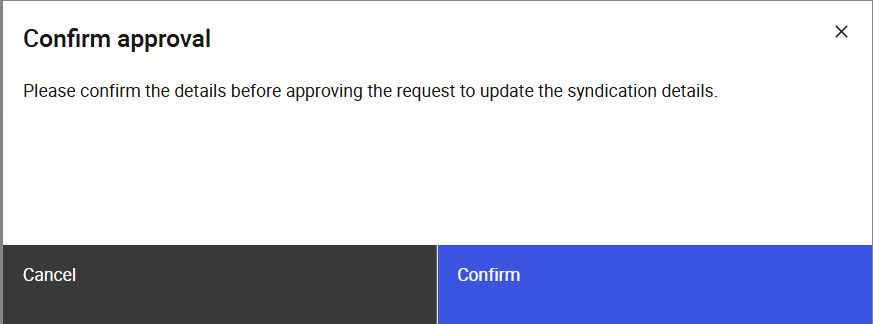 Confirm approval
Please confirm the details before approving the request to update the syndication details.
Cancel
Confirm